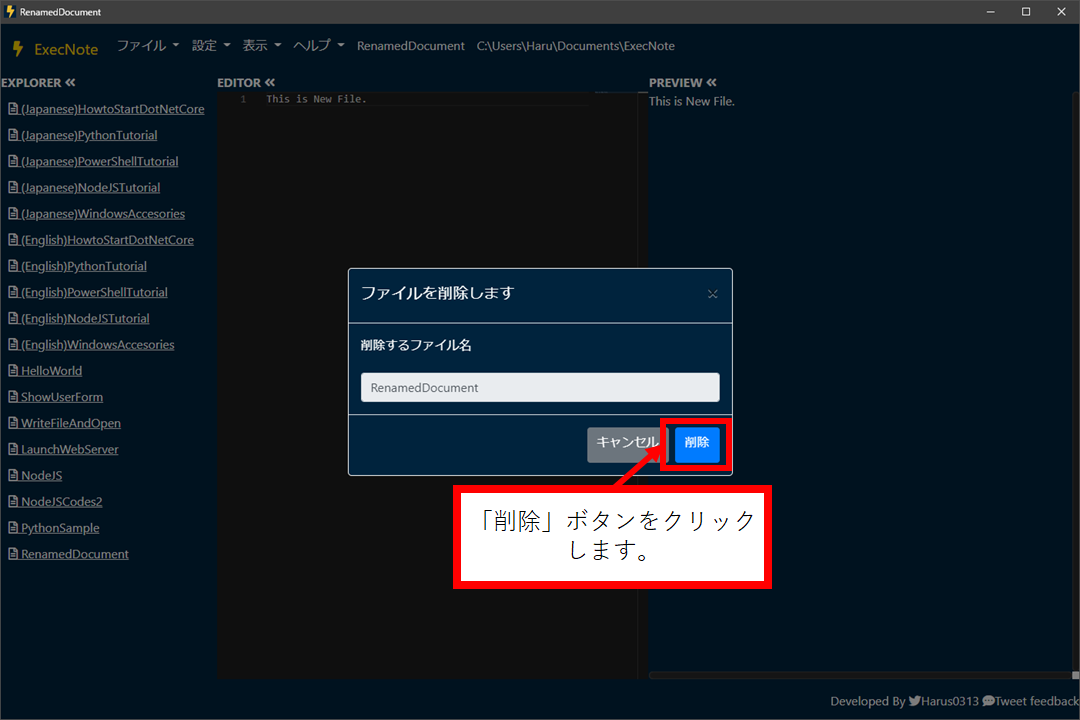 RenamedDocument
ExecNote ファイル 設定 表示 ヘルプ RenamedDocument C:\Users\Haru\Documents\ExecNote
EXPLORER
(Japanese)HowtoStartDotNetCore
(Japanese)PythonTutorial
(Japanese)PowerShellTutorial
(Japanese)NodeJSTutorial
(Japanese)WindowsAccesories
(English)HowtoStartDotNetCore
(English)PythonTutorial
(English)PowerShellTutorial
(English)NodeJSTutorial
(English)WindowsAccesories
HelloWorld
ShowUserForm
WriteFileAndOpen
LaunchWebServer
NodeJS
NodeJSCodes2
PythonSample
RenamedDocument
EDITOR
1 This is New File.
PREVIEW
This is New File.
ファイルを削除します
削除するファイル名
RenamedDocument
キャンセル 削除
「削除」ボタンをクリック
します。
Developed By Harus0313 Tweet feedback